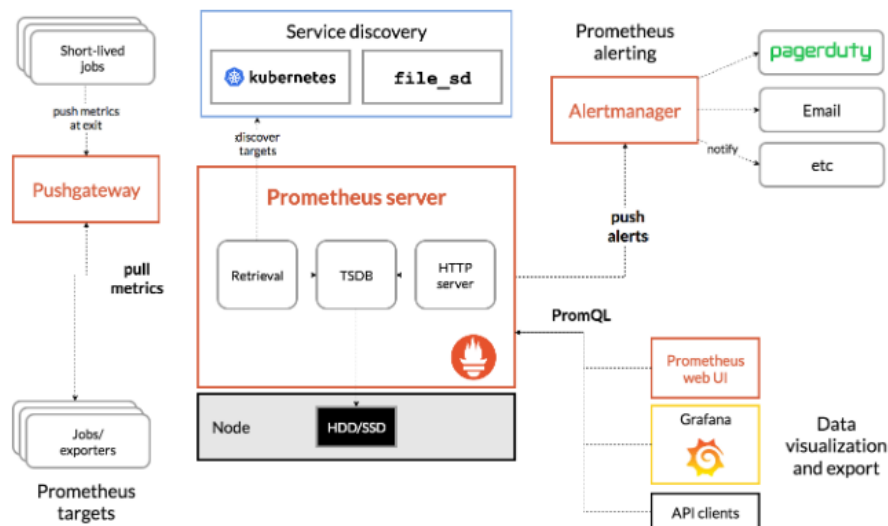 Short-lived
jobs
push metrics
at exit
Pushgateway
pull
metrics
Jobs/
exporters
Prometheus
targets
Service discovery
kubernetes
file_sd
discover
targets
Prometheus server
Retrieval
TSDB
HTTP
server
Node
HDD/SSD
Prometheus
alerting
Alertmanager
pagerduty
Email
notify
etc
push
alerts
PromQL
Prometheus
web UI
Grafana
API clients
Data
visualization
and export